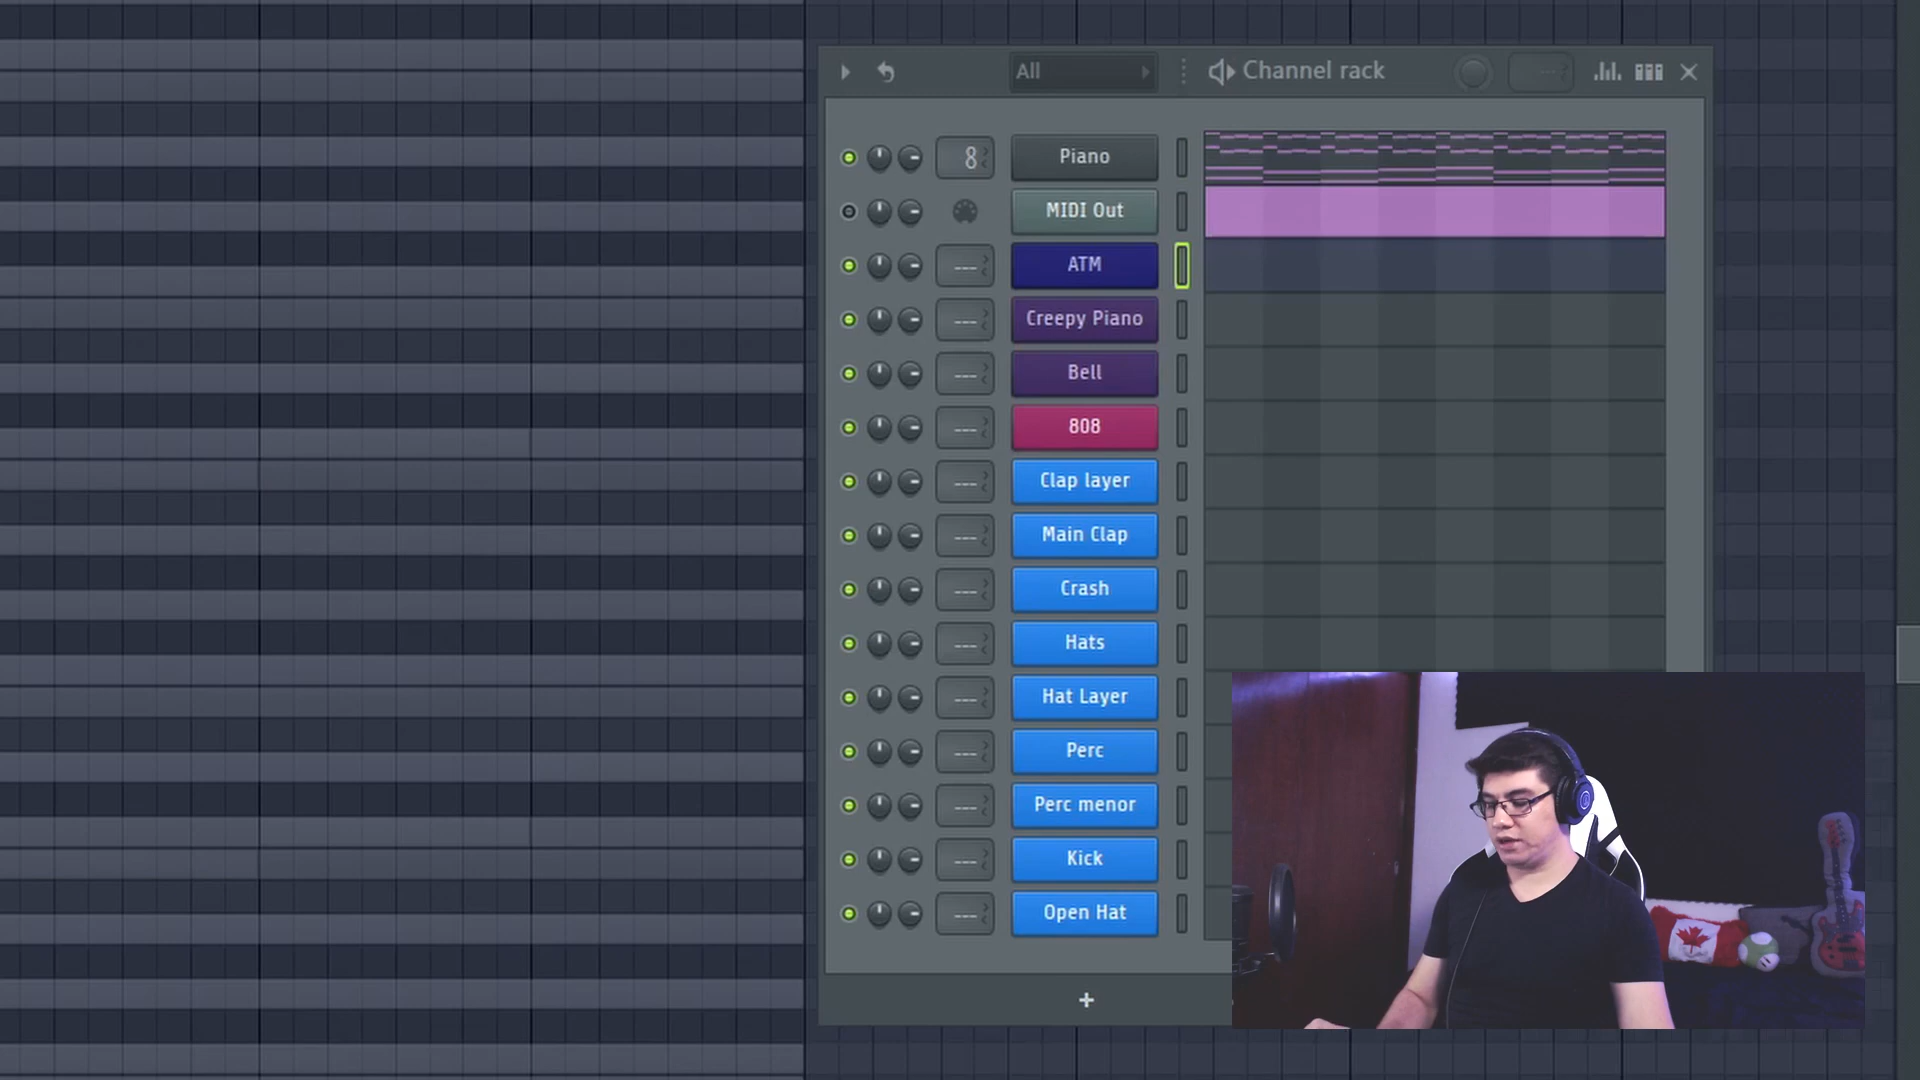 All
Channel rack
8 Piano
MIDI Out
--- ATM
--- Creepy Piano
--- Bell
--- 808
--- Clap layer
--- Main Clap
--- Crash
--- Hats
--- Hat Layer
--- Perc
--- Perc menor
--- Kick
--- Open Hat
+